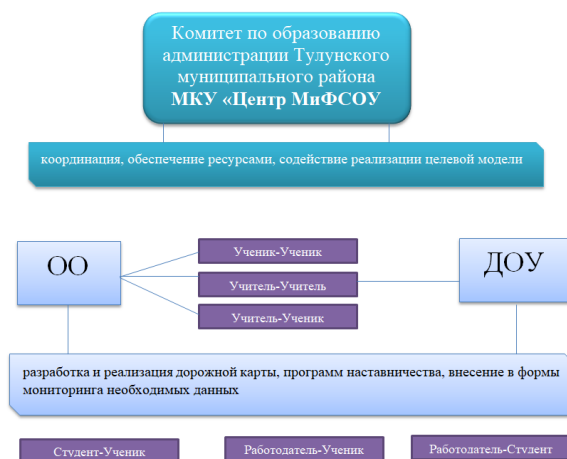 Комитет по образованию
администрации Тулунского
муниципального района
МКУ «Центр МиФСОУ
координация, обеспечение ресурсами, содействие реализации целевой модели
ОО
Ученик-Ученик
Учитель-Учитель
Учитель-Ученик
ДОУ
разработка и реализация дорожной карты, программ наставничества, внесение в формы
мониторинга необходимых данных
Студент-Ученик
Работодатель-Ученик
Работодатель-Студент